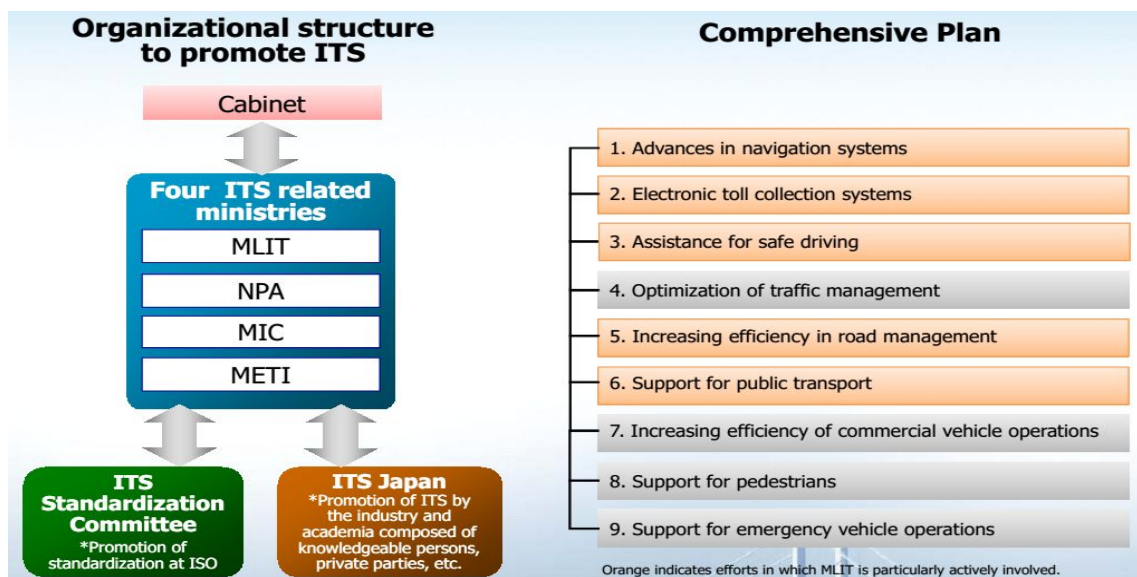 Organizational structure
to promote ITS
Cabinet
Four ITS related
ministries
MLIT
NPA
MIC
METI
ITS
Standardization
Committee
*Promotion of
standardization at ISO
ITS Japan
*Promotion of ITS by
the industry and
academia composed of
knowledgeable persons,
private parties, etc.
Comprehensive Plan
1. Advances in navigation systems
2. Electronic toll collection systems
3. Assistance for safe driving
4. Optimization of traffic management
5. Increasing efficiency in road management
6. Support for public transport
7. Increasing efficiency of commercial vehicle operations
8. Support for pedestrians
9. Support for emergency vehicle operations
Orange indicates efforts in which MLIT is particularly actively involved.